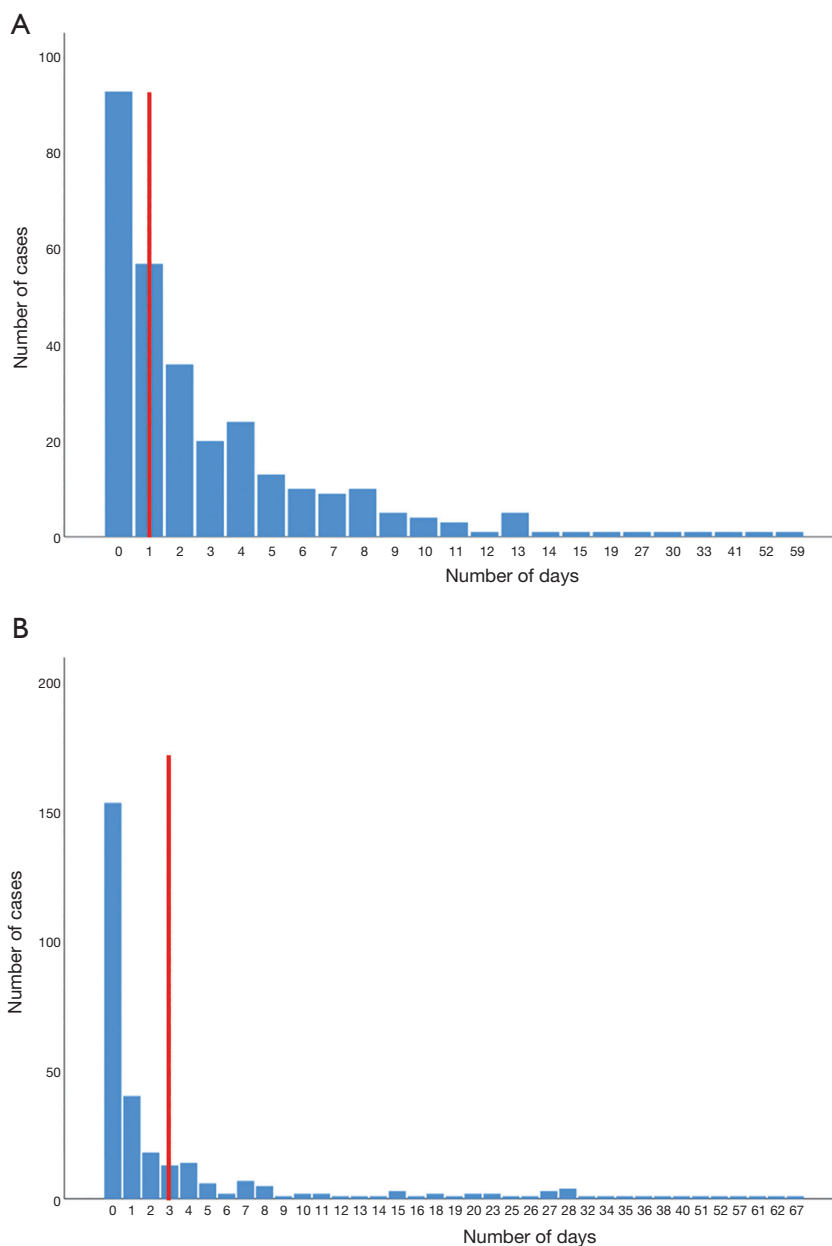 A
100
80
60
40
20
0
Number of cases
0 1 2 3 4 5 6 7 8 9 10 11 12 13 14 15 19 27 30 33 41 52 59
Number of days
B
200
150
100
50
0
Number of cases
0 1 2 3 4 5 6 7 8 9 10 11 12 13 14 15 16 18 19 20 23 25 26 27 28 32 34 35 36 38 40 51 52 57 61 62 67
Number of days